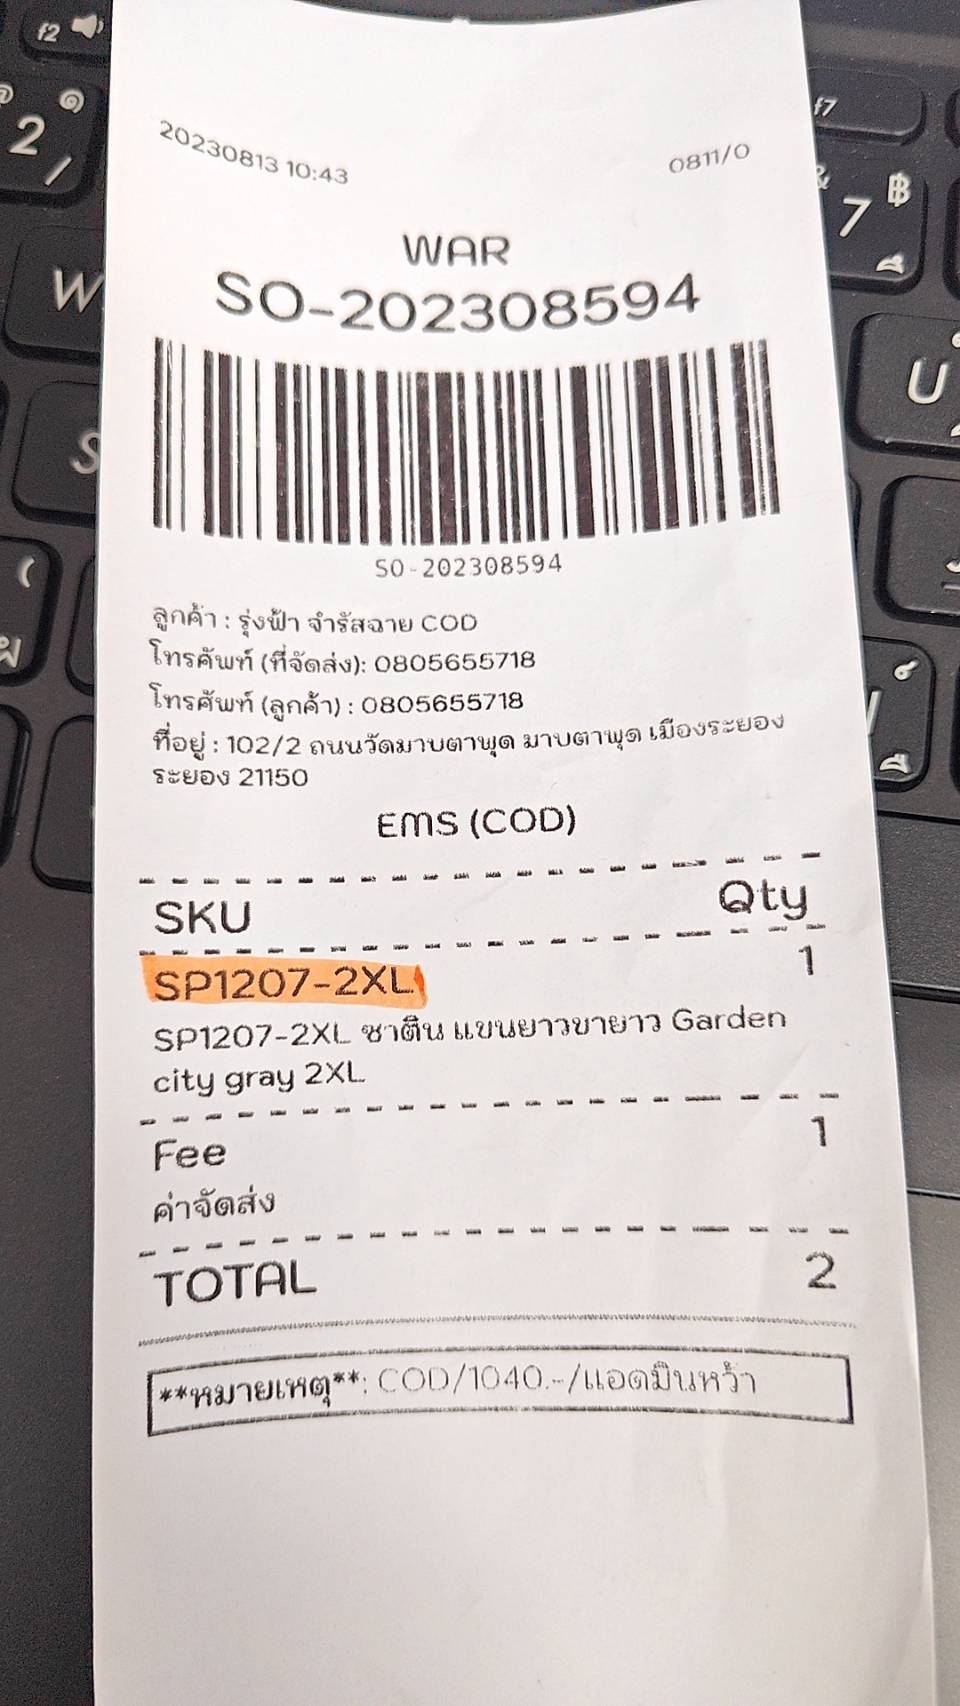 20230813 10:43
0811/0
WAR
SO-202308594
SO-202308594
ลูกค้า : รุ่งฟ้า จำรัสฉาย COD
โทรศัพท์ (ที่จัดส่ง): 0805655718
โทรศัพท์ (ลูกค้า) : 0805655718
ที่อยู่ : 102/2 ถนนวัดมาบตาพุด มาบตาพุด เมืองระยอง
ระยอง 21150
EMS (COD)
SKU Qty
SP1207-2XL 1
SP1207-2XL ซาติน แขนยาวขายาว Garden
city gray 2XL
Fee 1
ค่าจัดส่ง
TOTAL 2
**หมายเหตุ**: COD/1040.-/แอดมินหว้า
f2
@ ๑
2 /
W
S
f7
& 7 ฿
U